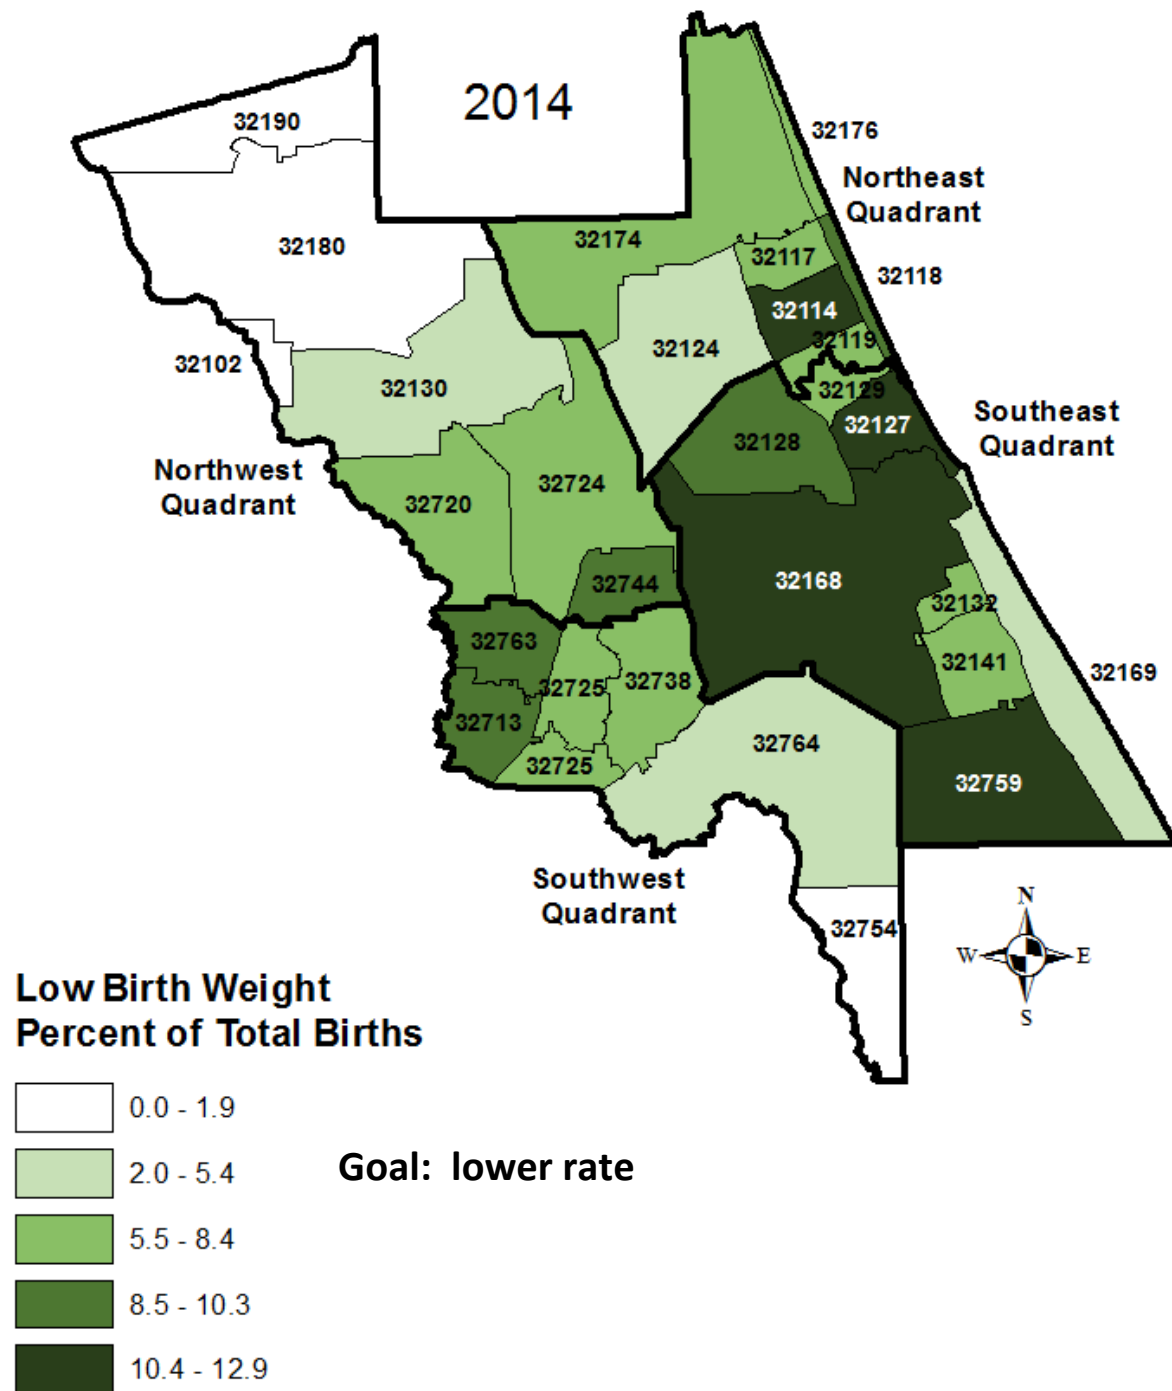 2014
32190
32176
Northeast
Quadrant
32180
32174
32117
32118
32114
32102
32124
32119
32130
32129
32127
Southeast
Quadrant
32128
Northwest
Quadrant
32724
32720
32744
32168
32132
32763
32141
32169
32725
32738
32713
32764
32725
32759
Southwest
Quadrant
32754
N
W
E
S
Low Birth Weight
Percent of Total Births
0.0 - 1.9
2.0 - 5.4
Goal:  lower rate
5.5 - 8.4
8.5 - 10.3
10.4 - 12.9